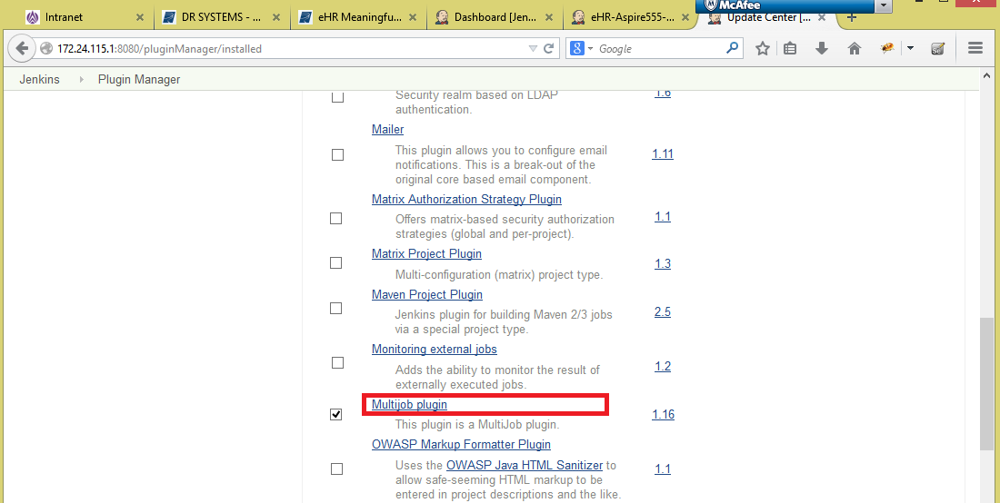 McAfee
Intranet
DR SYSTEMS - ...
eHR Meaningfu...
Dashboard [Jen...
eHR-Aspire555-...
Update Center [...
172.24.115.1:8080/pluginManager/installed
Google
Jenkins
Plugin Manager
Security realm based on LDAP
1.6
authentication.
Mailer
This plugin allows you to configure email
1.11
notifications. This is a break-out of the
original core based email component.
Matrix Authorization Strategy Plugin
Offers matrix-based security authorization
1.1
strategies (global and per-project).
Matrix Project Plugin
Multi-configuration (matrix) project type.
1.3
Maven Project Plugin
Jenkins plugin for building Maven 2/3 jobs
2.5
via a special project type.
Monitoring external jobs
Adds the ability to monitor the result of
1.2
externally executed jobs.
Multijob plugin
This plugin is a MultiJob plugin.
1.16
OWASP Markup Formatter Plugin
Uses the OWASP Java HTML Sanitizer to
1.1
allow safe-seeming HTML markup to be
entered in project descriptions and the like.